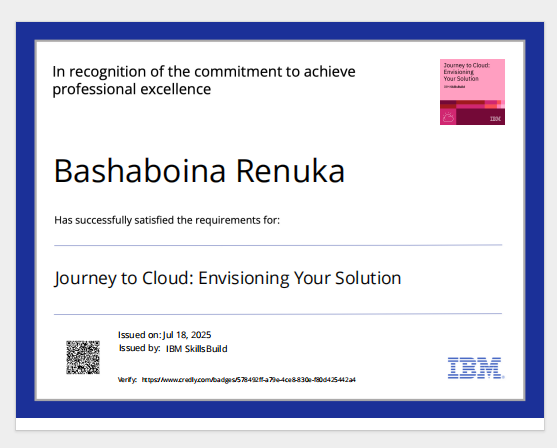 In recognition of the commitment to achieve
professional excellence
Journey to Cloud:
Envisioning
Your Solution
IBM
Bashaboina Renuka
Has successfully satisfied the requirements for:
Journey to Cloud: Envisioning Your Solution
Issued on: Jul 18, 2025
Issued by: IBM SkillsBuild
Verify: https://www.credly.com/badges/578492ff-a79e-4ce8-830e-f80d425442a4
IBM